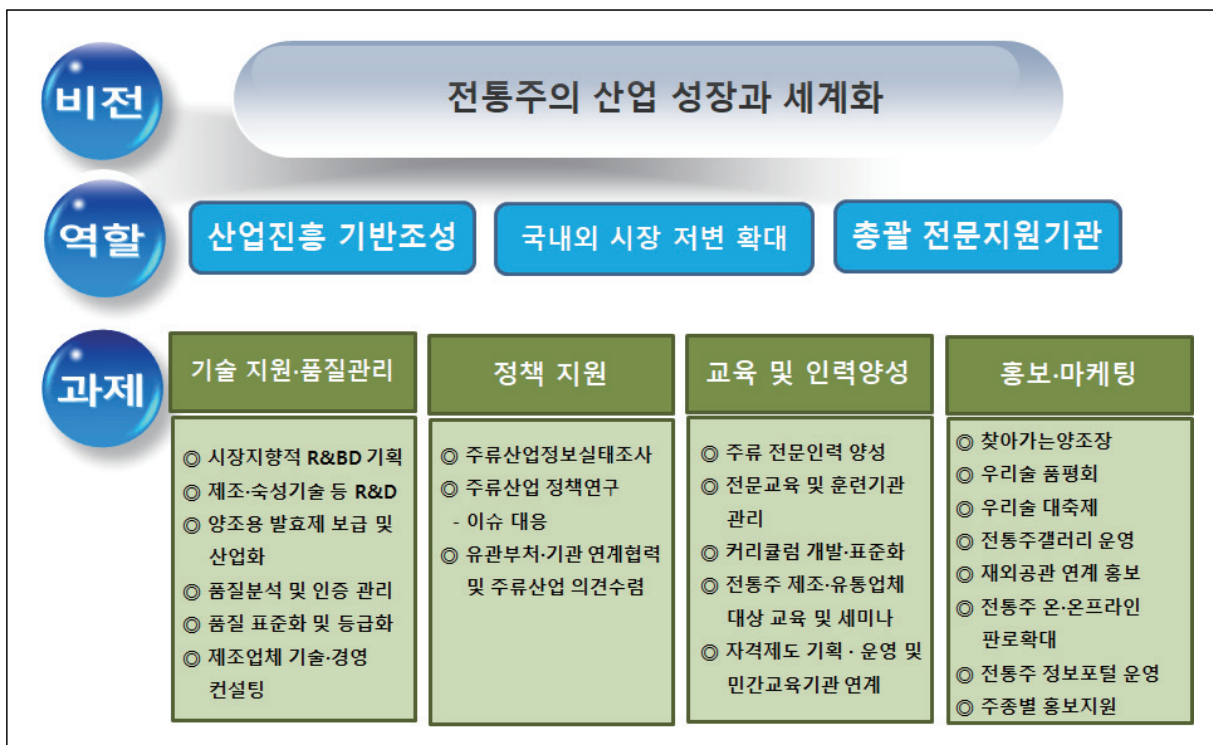 비전
전통주의 산업 성장과 세계화
역할
산업진흥 기반조성
국내외 시장 저변 확대
총괄 전문지원기관
과제
기술 지원·품질관리
◎ 시장지향적 R&BD 기획
◎ 제조·숙성기술 등 R&D
◎ 양조용 발효제 보급 및
산업화
◎ 품질분석 및 인증 관리
◎ 품질 표준화 및 등급화
◎ 제조업체 기술·경영
컨설팅
정책 지원
◎ 주류산업정보실태조사
◎ 주류산업 정책연구
- 이슈 대응
◎ 유관부처·기관 연계협력
및 주류산업 의견수렴
교육 및 인력양성
◎ 주류 전문인력 양성
◎ 전문교육 및 훈련기관
관리
◎ 커리큘럼 개발·표준화
◎ 전통주 제조·유통업체
대상 교육 및 세미나
◎ 자격제도 기획 · 운영 및
민간교육기관 연계
홍보·마케팅
◎ 찾아가는양조장
◎ 우리술 품평회
◎ 우리술 대축제
◎ 전통주갤러리 운영
◎ 재외공관 연계 홍보
◎ 전통주 온·온프라인
판로확대
◎ 전통주 정보포털 운영
◎ 주종별 홍보지원